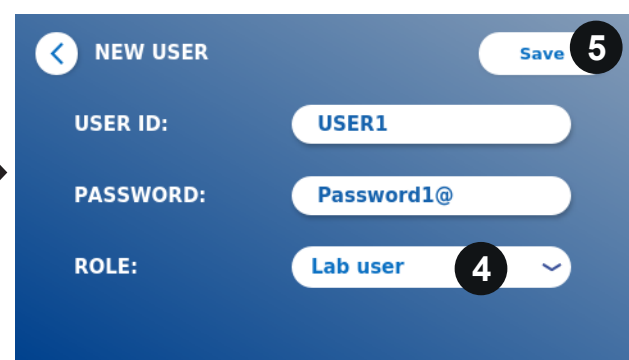 NEW USER Save 5
USER ID: USER1
PASSWORD: Password1@
ROLE: Lab user 4